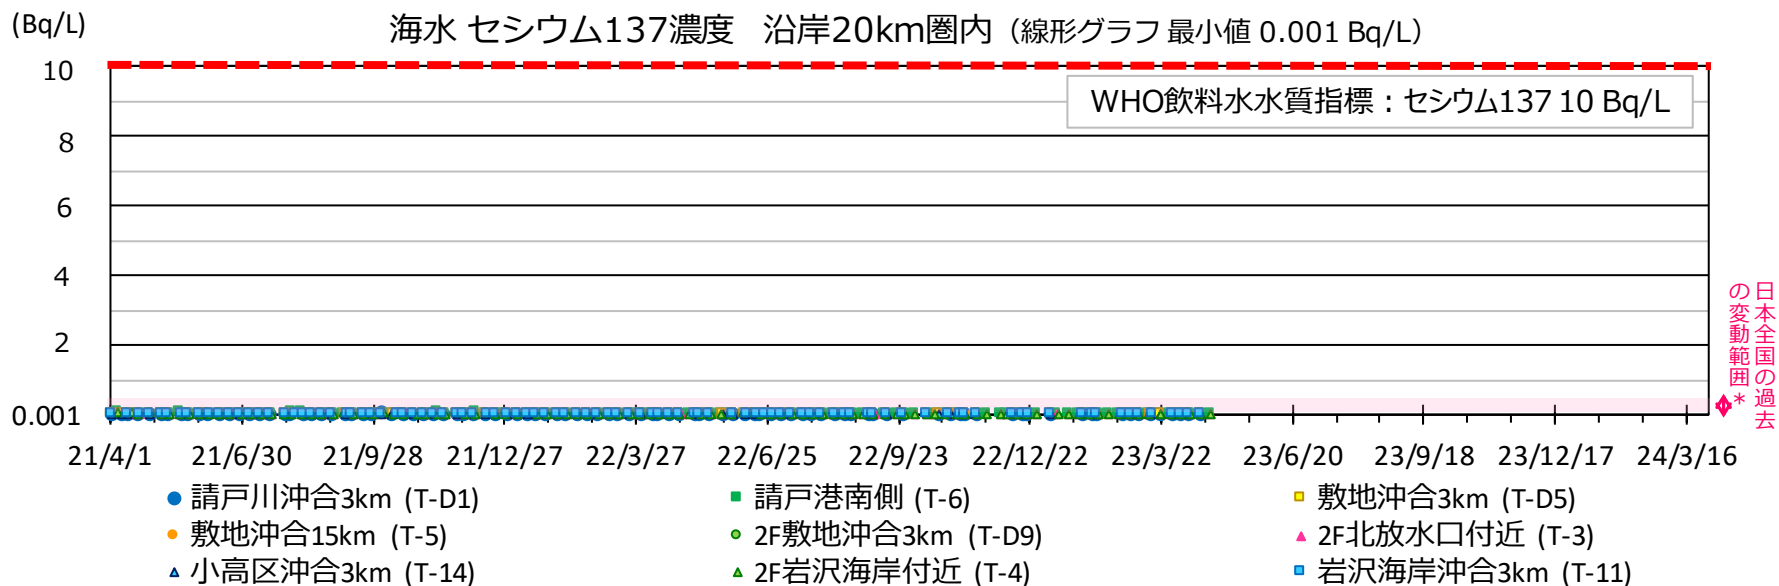 (Bq/L)
海水 セシウム137濃度 沿岸20km圏内（線形グラフ 最小値 0.001 Bq/L）
WHO飲料水水質指標：セシウム137 10 Bq/L
10
8
6
4
2
0.001
日本全国の過去
の変動範囲*
21/4/1 21/6/30 21/9/28 21/12/27 22/3/27 22/6/25 22/9/23 22/12/22 23/3/22 23/6/20 23/9/18 23/12/17 24/3/16
請戸川沖合3km (T-D1) 請戸港南側 (T-6) 敷地沖合3km (T-D5)
敷地沖合15km (T-5) 2F敷地沖合3km (T-D9) 2F北放水口付近 (T-3)
小高区沖合3km (T-14) 2F岩沢海岸付近 (T-4) 岩沢海岸沖合3km (T-11)